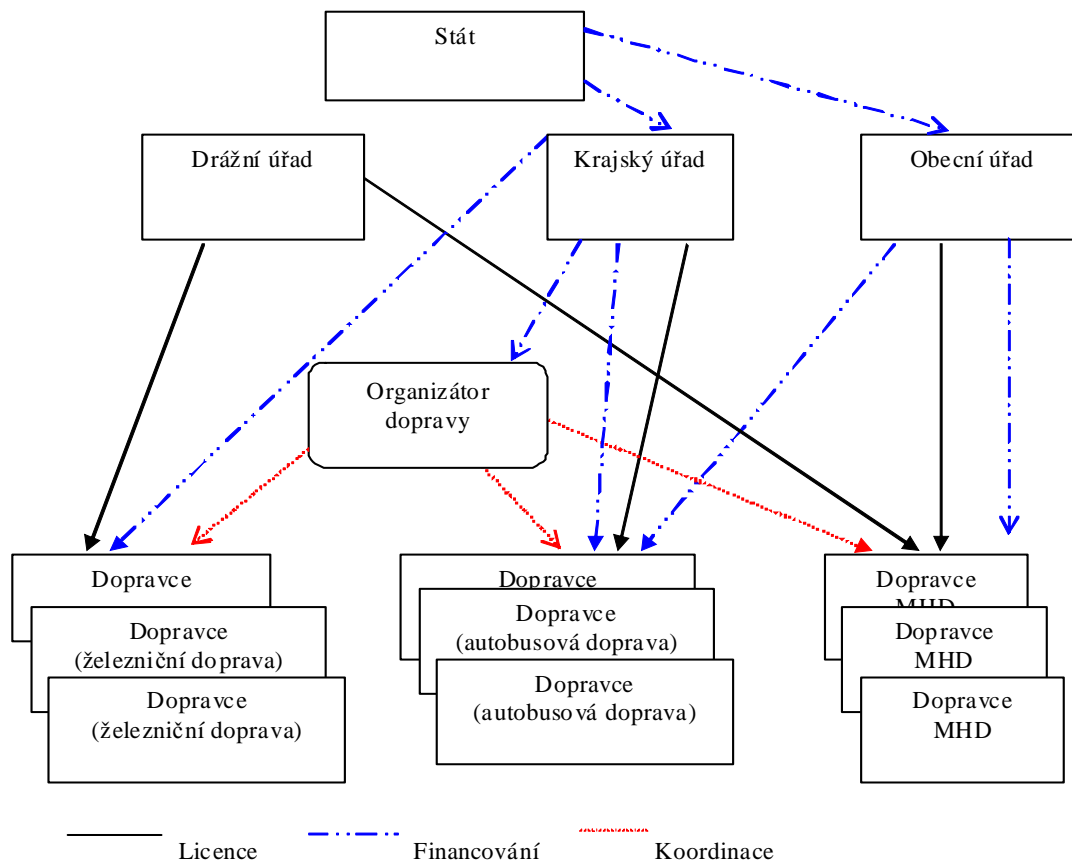 Stát
Drážní úřad
Krajský úřad
Obecní úřad
Organizátor
dopravy
Dopravce
Dopravce
(železniční doprava)
Dopravce
(železniční doprava)
Dopravce
Dopravce
(autobusová doprava)
Dopravce
(autobusová doprava)
Dopravce
MHD
Dopravce
MHD
Dopravce
MHD
Licence
Financování
Koordinace